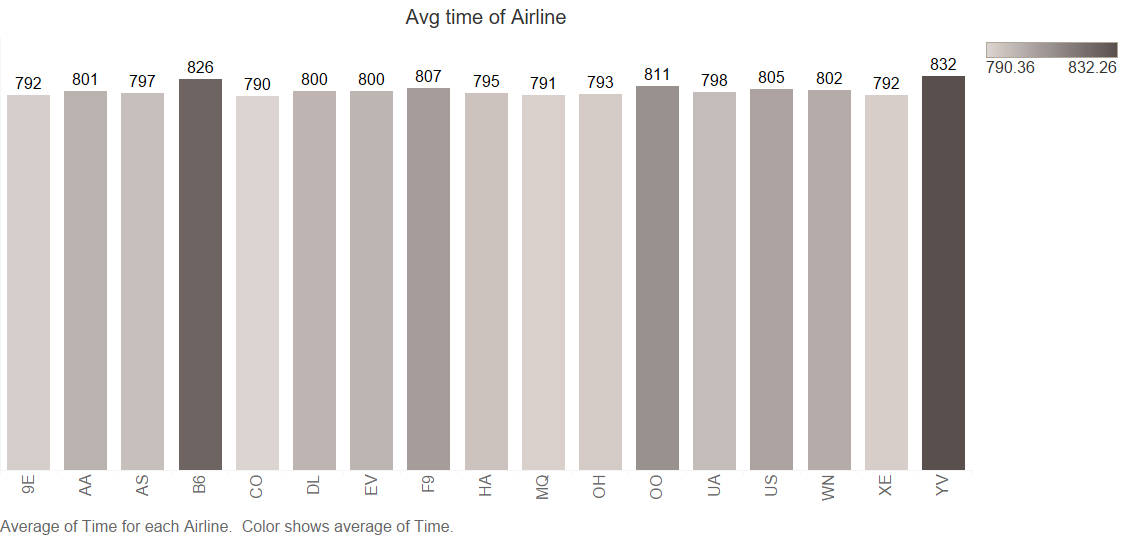 Avg time of Airline
790.36 832.26
792 801 797 826 790 800 800 807 795 791 793 811 798 805 802 792 832
9E AA AS B6 CO DL EV F9 HA MQ OH OO UA US WN XE YV
Average of Time for each Airline.  Color shows average of Time.